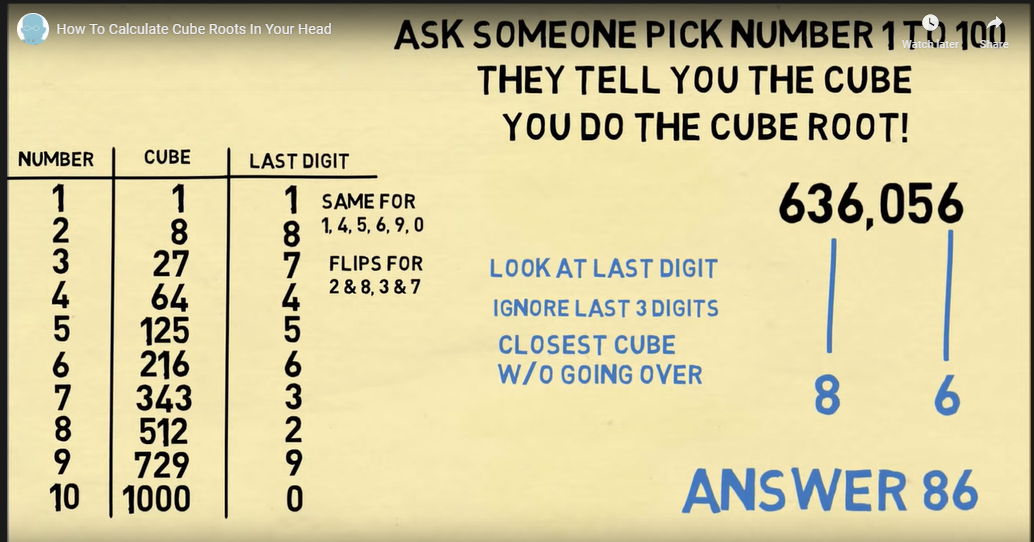 How To Calculate Cube Roots In Your Head
Watch later
Share
ASK SOMEONE PICK NUMBER 1 TO 100
THEY TELL YOU THE CUBE
YOU DO THE CUBE ROOT!
NUMBER CUBE LAST DIGIT
1 1 1
2 8 8
3 27 7
4 64 4
5 125 5
6 216 6
7 343 3
8 512 2
9 729 9
10 1000 0
SAME FOR
1, 4, 5, 6, 9, 0
FLIPS FOR
2 & 8, 3 & 7
636,056
LOOK AT LAST DIGIT
IGNORE LAST 3 DIGITS
CLOSEST CUBE
W/O GOING OVER
8 6
ANSWER 86